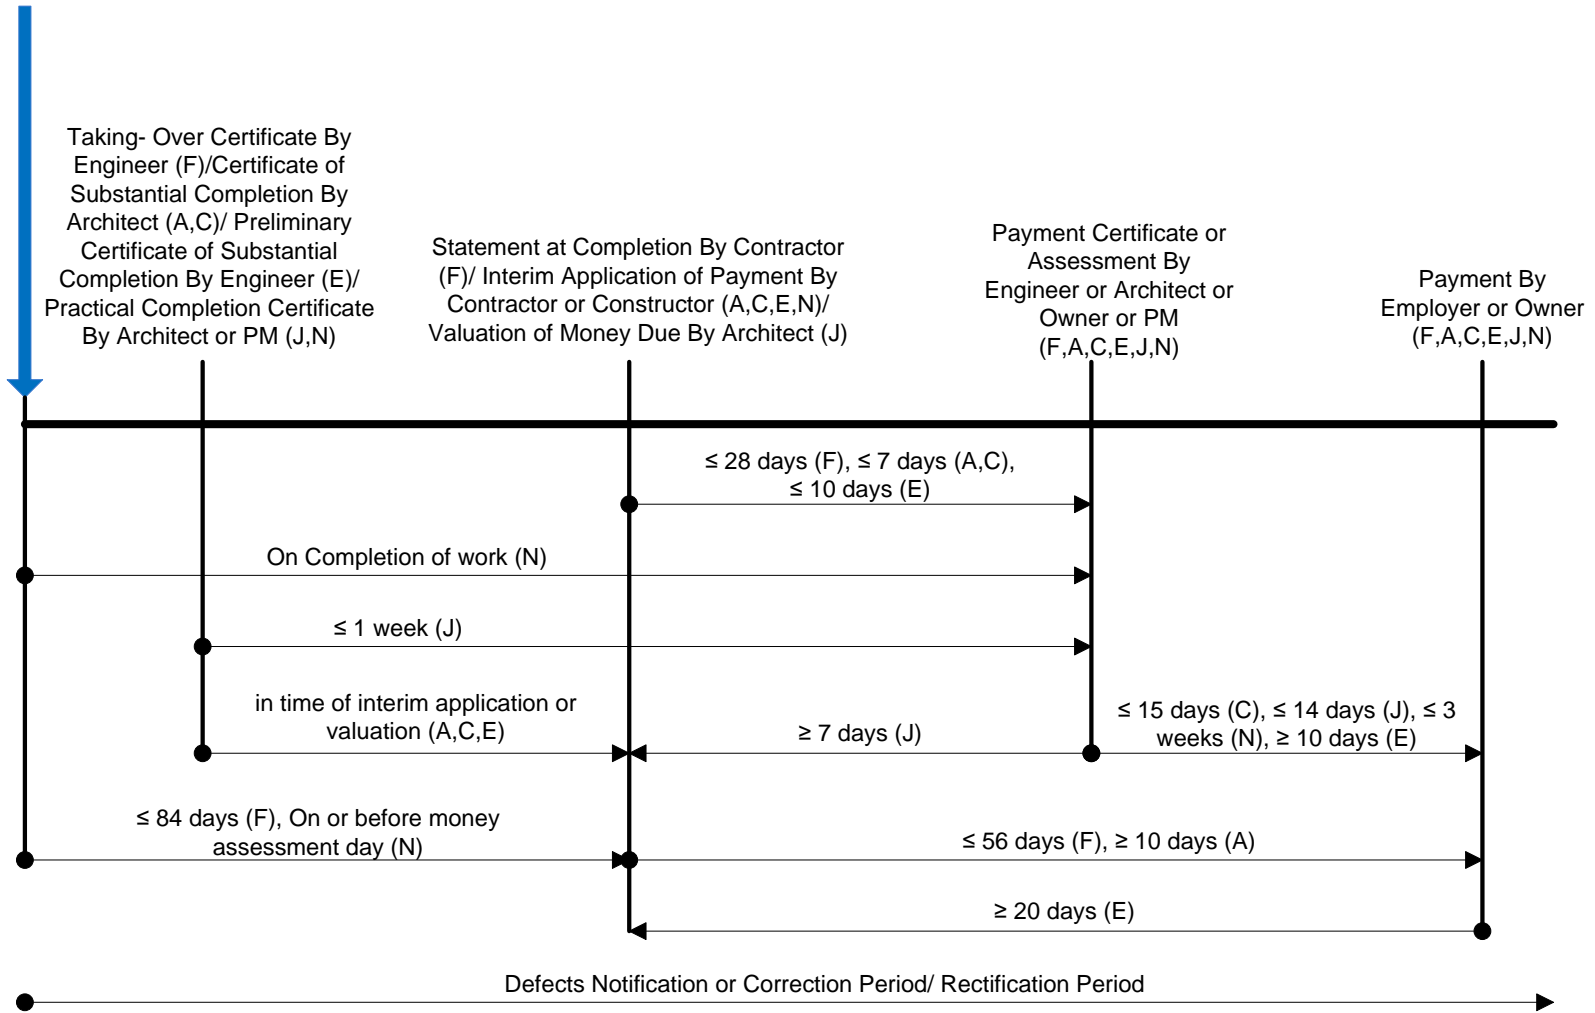 Taking- Over Certificate By
Engineer (F)/Certificate of
Substantial Completion By
Architect (A,C)/ Preliminary
Certificate of Substantial
Completion By Engineer (E)/
Practical Completion Certificate
By Architect or PM (J,N)
Statement at Completion By Contractor
(F)/ Interim Application of Payment By
Contractor or Constructor (A,C,E,N)/
Valuation of Money Due By Architect (J)
Payment Certificate or
Assessment By
Engineer or Architect or
Owner or PM
(F,A,C,E,J,N)
Payment By
Employer or Owner
(F,A,C,E,J,N)
≤ 28 days (F), ≤ 7 days (A,C),
≤ 10 days (E)
On Completion of work (N)
≤ 1 week (J)
in time of interim application or
valuation (A,C,E)
≥ 7 days (J)
≤ 15 days (C), ≤ 14 days (J), ≤ 3
weeks (N), ≥ 10 days (E)
≤ 84 days (F), On or before money
assessment day (N)
≤ 56 days (F), ≥ 10 days (A)
≥ 20 days (E)
Defects Notification or Correction Period/ Rectification Period